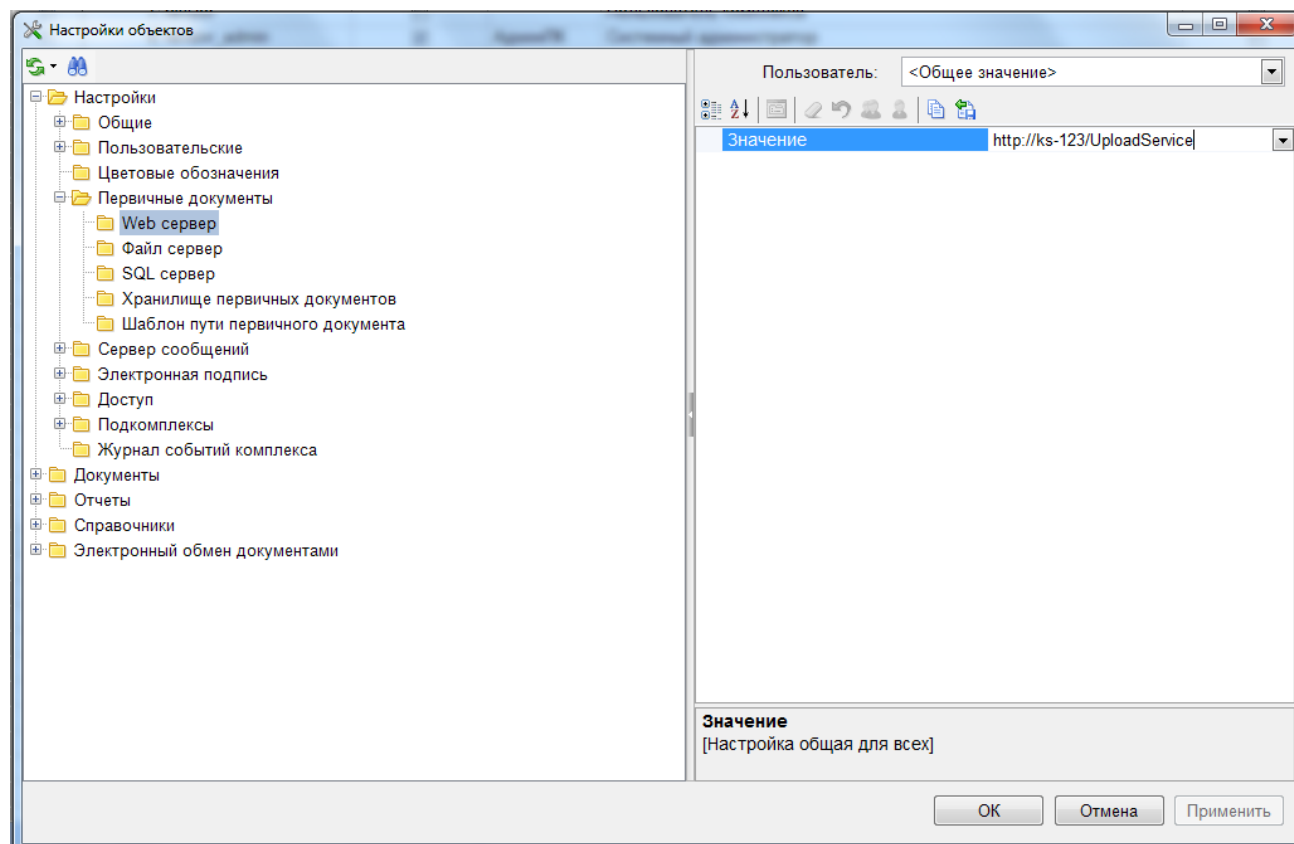 Настройки объектов
Пользователь: <Общее значение>
Настройки
Общие
Пользовательские
Цветовые обозначения
Первичные документы
Web сервер
Файл сервер
SQL сервер
Хранилище первичных документов
Шаблон пути первичного документа
Сервер сообщений
Электронная подпись
Доступ
Подкомплексы
Журнал событий комплекса
Документы
Отчеты
Справочники
Электронный обмен документами
Значение http://ks-123/UploadService
Значение
[Настройка общая для всех]
ОК Отмена Применить